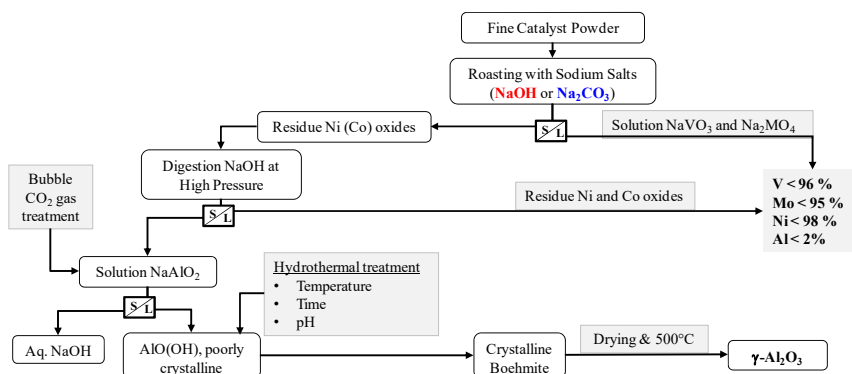 Fine Catalyst Powder
Roasting with Sodium Salts
(NaOH or Na₂CO₃)
S L
Solution NaVO₃ and Na₂MO₄
Residue Ni (Co) oxides
Digestion NaOH at
High Pressure
S L
Residue Ni and Co oxides
V < 96 %
Mo < 95 %
Ni < 98 %
Al < 2%
Bubble
CO₂ gas
treatment
Solution NaAlO₂
S L
Hydrothermal treatment
• Temperature
• Time
• pH
Aq. NaOH
AlO(OH), poorly
crystalline
Crystalline
Boehmite
Drying & 500°C
γ-Al₂O₃